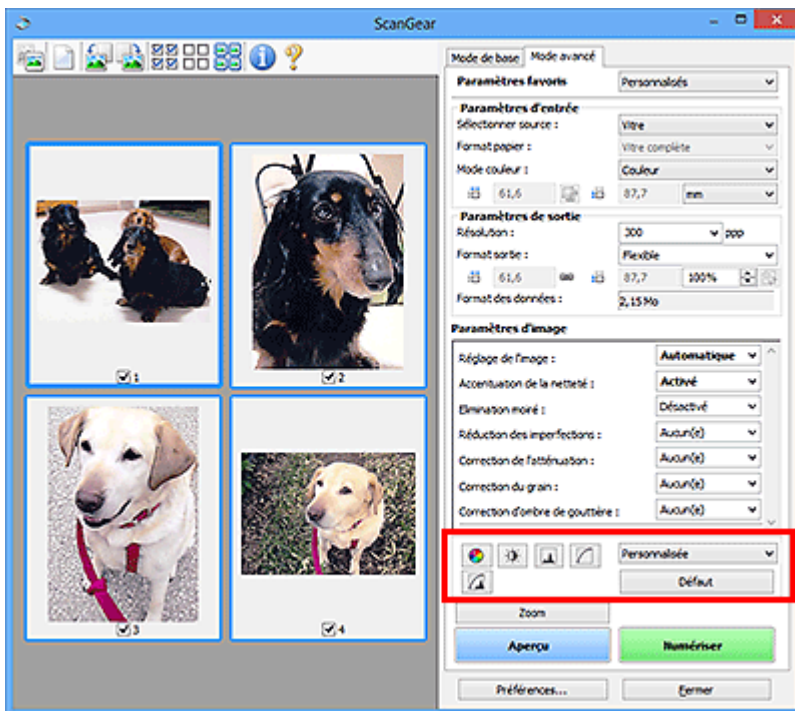 ScanGear
Mode de base Mode avancé
Paramètres favoris Personnalisés
Paramètres d'entrée
Sélectionner source : Vitre
Format papier : Vitre complète
Mode couleur : Couleur
61,6 87,7 mm
Paramètres de sortie
Résolution : 300 ppp
Format sortie : Flexible
61,6 87,7 100%
Format des données : 2,15 Mo
Paramètres d'image
Réglage de l'image : Automatique
Accentuation de la netteté : Activé
Elimination moiré : Désactivé
Réduction des imperfections : Aucun(e)
Correction de l'atténuation : Aucun(e)
Correction du grain : Aucun(e)
Correction d'ombre de gouttière : Aucun(e)
Personnalisée
Défaut
Zoom
Aperçu Numériser
Préférences... Fermer
1
2
3
4